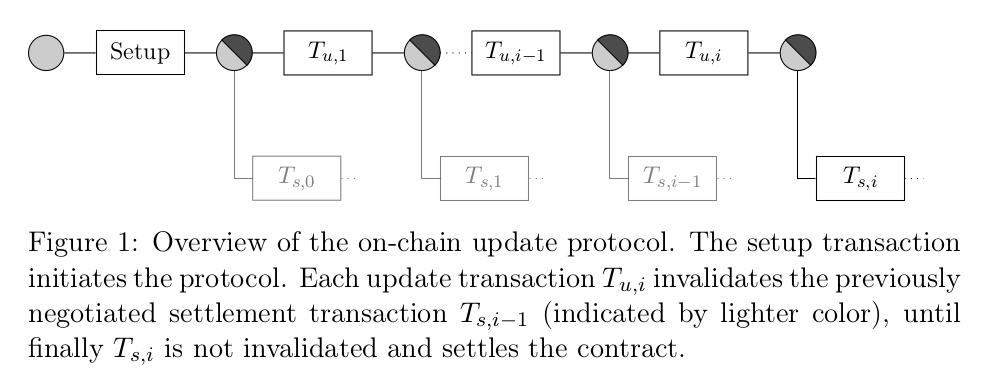 Setup T_{u,1} T_{u,i−1} T_{u,i}
T_{s,0} T_{s,1} T_{s,i−1} T_{s,i}
Figure 1: Overview of the on-chain update protocol. The setup transaction
initiates the protocol. Each update transaction T_{u,i} invalidates the previously
negotiated settlement transaction T_{s,i−1} (indicated by lighter color), until
finally T_{s,i} is not invalidated and settles the contract.